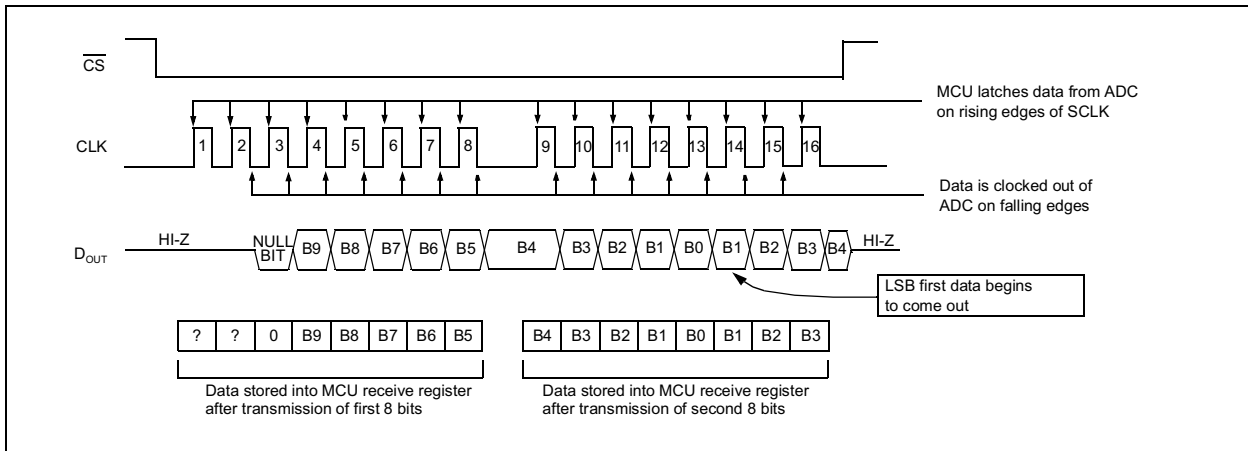 CS
MCU latches data from ADC
on rising edges of SCLK
CLK
1 2 3 4 5 6 7 8 9 10 11 12 13 14 15 16
Data is clocked out of
ADC on falling edges
DOUT
HI-Z
NULL
BIT
B9 B8 B7 B6 B5 B4 B3 B2 B1 B0 B1 B2 B3 B4
HI-Z
LSB first data begins
to come out
? ? 0 B9 B8 B7 B6 B5
B4 B3 B2 B1 B0 B1 B2 B3
Data stored into MCU receive register
after transmission of first 8 bits
Data stored into MCU receive register
after transmission of second 8 bits